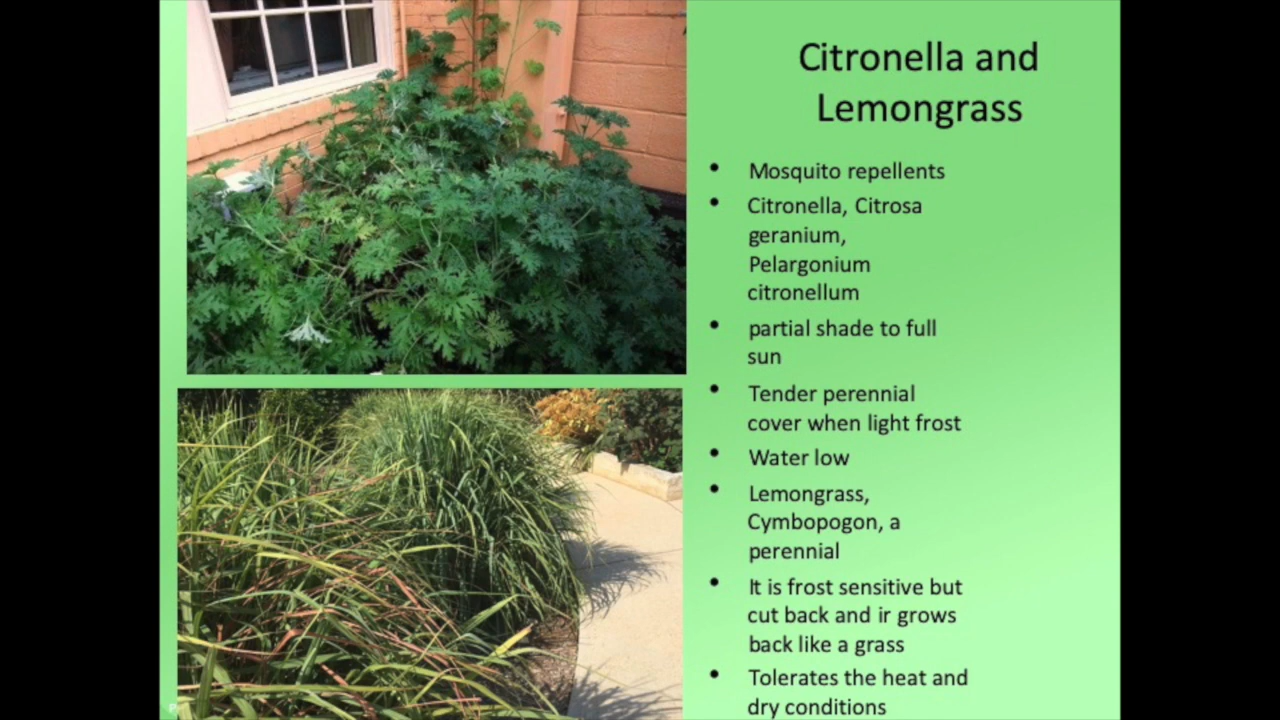 Citronella and
Lemongrass
• Mosquito repellents
• Citronella, Citrosa
geranium,
Pelargonium
citronellum
• partial shade to full
sun
• Tender perennial
cover when light frost
• Water low
• Lemongrass,
Cymbopogon, a
perennial
• It is frost sensitive but
cut back and ir grows
back like a grass
• Tolerates the heat and
dry conditions